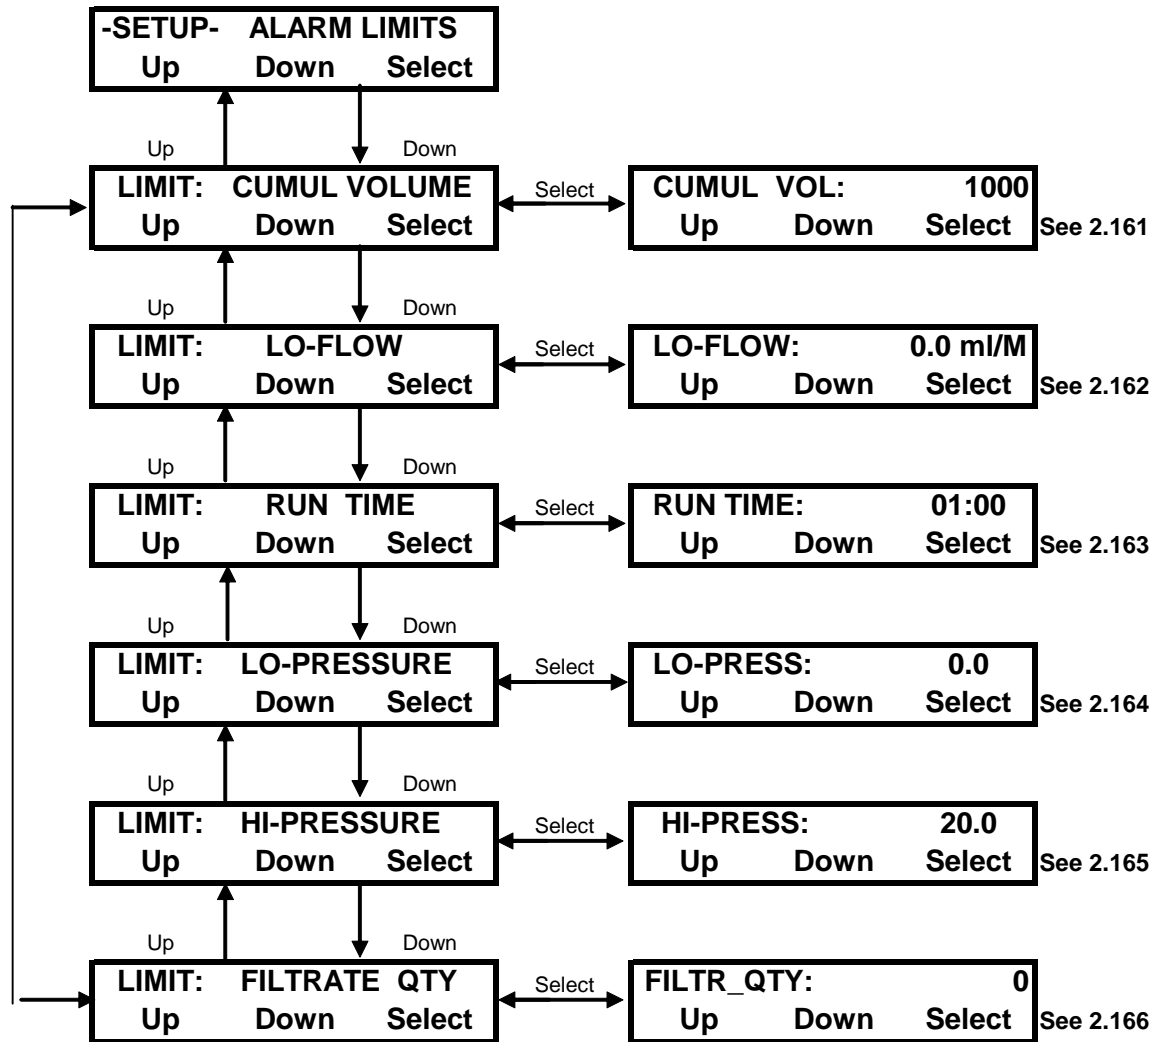 -SETUP- ALARM LIMITS
Up Down Select
Up Down
LIMIT: CUMUL VOLUME
Up Down Select
Select
CUMUL VOL: 1000
Up Down Select
See 2.161
Up Down
LIMIT: LO-FLOW
Up Down Select
Select
LO-FLOW: 0.0 ml/M
Up Down Select
See 2.162
Up Down
LIMIT: RUN TIME
Up Down Select
Select
RUN TIME: 01:00
Up Down Select
See 2.163
Up Down
LIMIT: LO-PRESSURE
Up Down Select
Select
LO-PRESS: 0.0
Up Down Select
See 2.164
Up Down
LIMIT: HI-PRESSURE
Up Down Select
Select
HI-PRESS: 20.0
Up Down Select
See 2.165
Up Down
LIMIT: FILTRATE QTY
Up Down Select
Select
FILTR_QTY: 0
Up Down Select
See 2.166